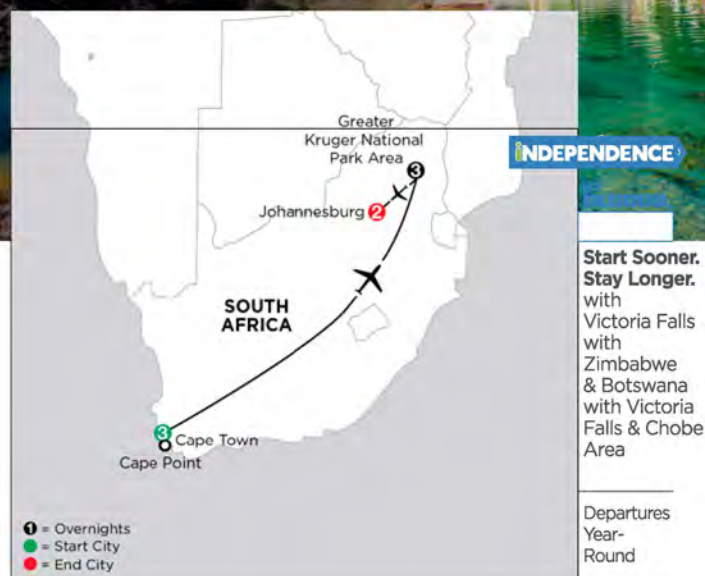 Greater
Kruger National
Park Area
3
INDEPENDENCE
Johannesburg 2
SOUTH
AFRICA
3 Cape Town
Cape Point
1 = Overnights
= Start City
= End City
Start Sooner.
Stay Longer.
with
Victoria Falls
with
Zimbabwe
& Botswana
with Victoria
Falls & Chobe
Area
Departures
Year-
Round